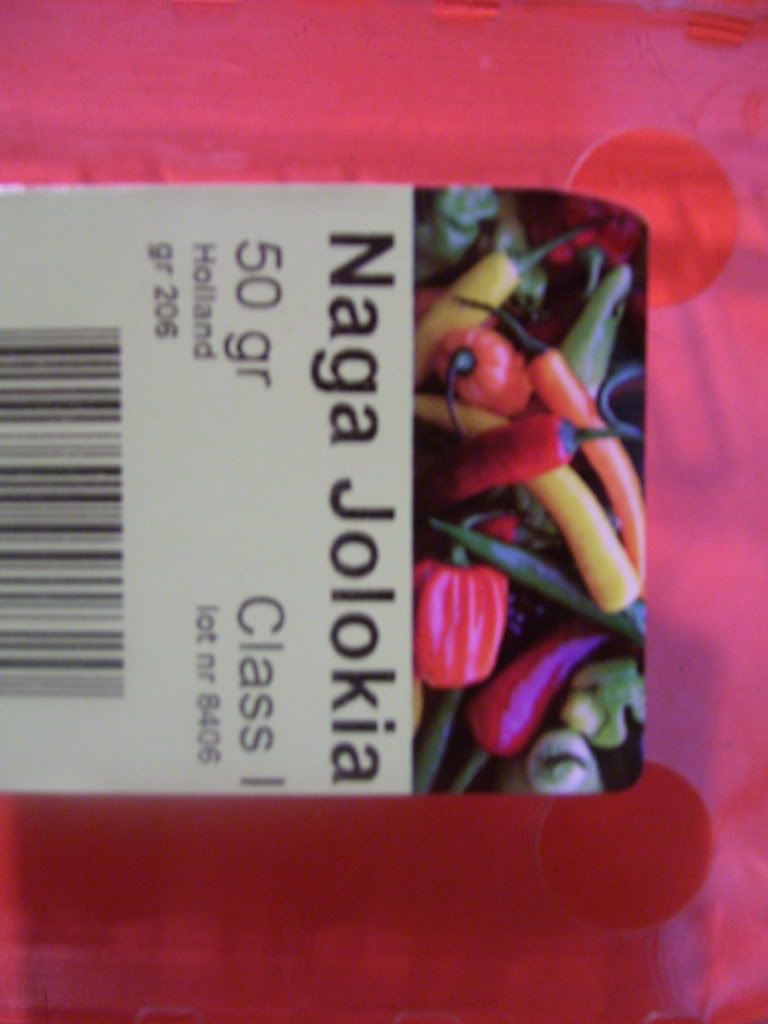 Naga Jolokia
50 gr Class I
Holland lot nr 8406
gr 206